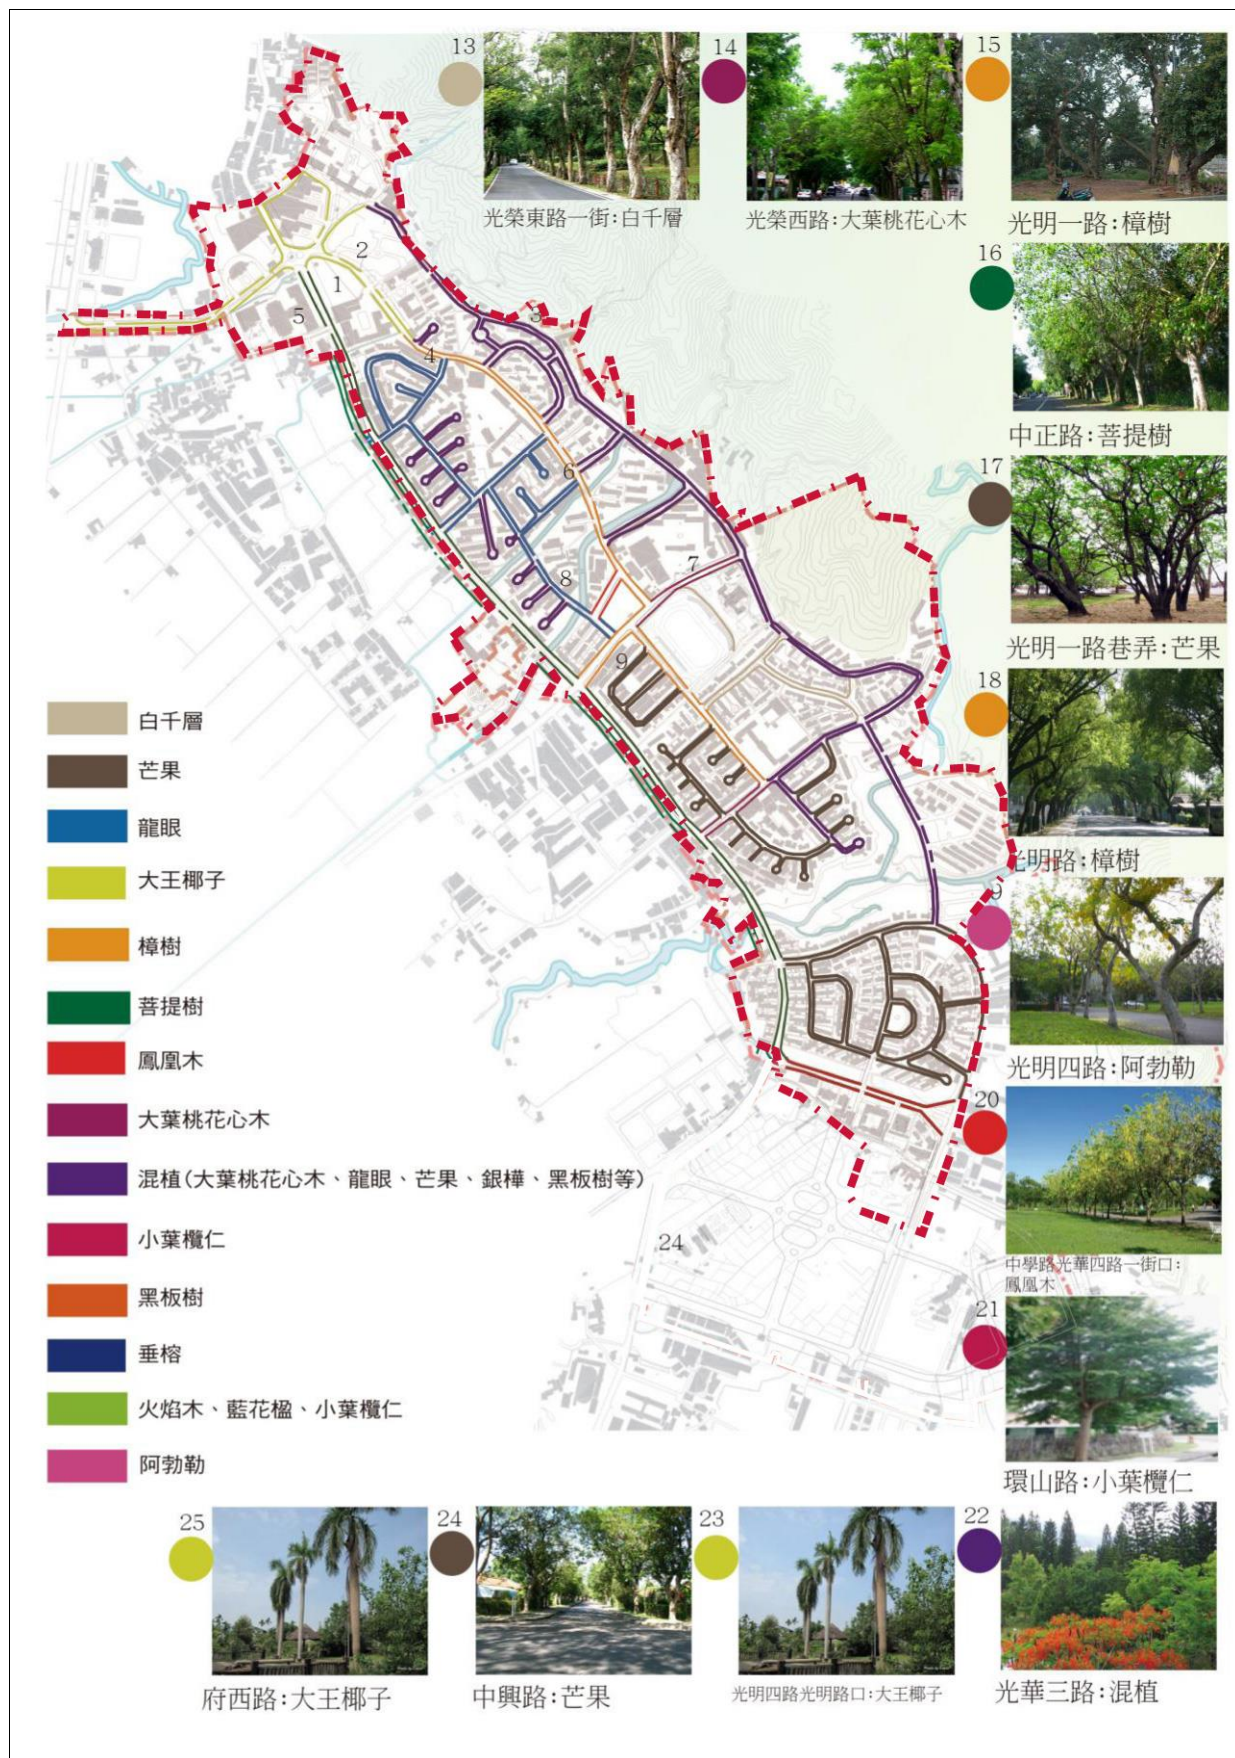 13
光榮東路一街:白千層
14
光榮西路:大葉桃花心木
15
光明一路:樟樹
16
中正路:菩提樹
17
光明一路巷弄:芒果
18
光明路:樟樹
9
光明四路:阿勃勒
20
中學路光華四路一街口:
鳳凰木
21
環山路:小葉欖仁
22
光華三路:混植
23
光明四路光明路口:大王椰子
24
中興路:芒果
25
府西路:大王椰子
1
2
3
4
5
6
7
8
9
24
白千層
芒果
龍眼
大王椰子
樟樹
菩提樹
鳳凰木
大葉桃花心木
混植(大葉桃花心木、龍眼、芒果、銀樺、黑板樹等)
小葉欖仁
黑板樹
垂榕
火焰木、藍花楹、小葉欖仁
阿勃勒